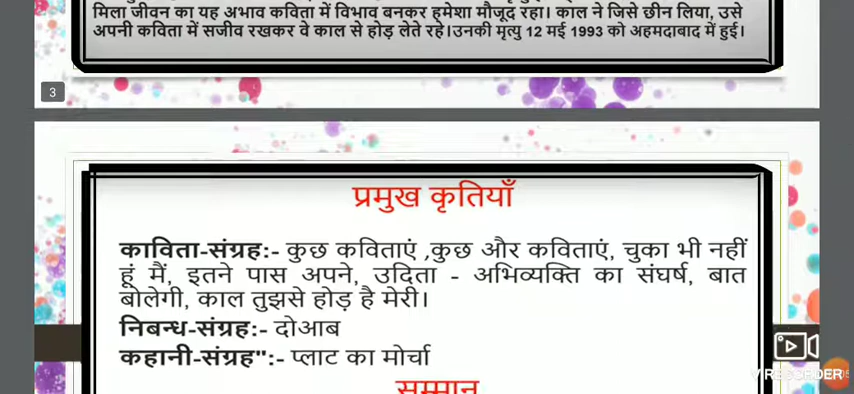 मिला जीवन का यह अभाव कविता में विभाव बनकर हमेशा मौजूद रहा। काल ने जिसे छीन लिया, उसे
अपनी कविता में सजीव रखकर वे काल से होड़ लेते रहे।उनकी मृत्यु 12 मई 1993 को अहमदाबाद में हुई।
3
प्रमुख कृतियाँ
काविता-संग्रह:- कुछ कविताएं ,कुछ और कविताएं, चुका भी नहीं
हूं मैं, इतने पास अपने, उदिता - अभिव्यक्ति का संघर्ष, बात
बोलेगी, काल तुझसे होड़ है मेरी।
निबन्ध-संग्रह:- दोआब
कहानी-संग्रह":- प्लाट का मोर्चा
सम्मान